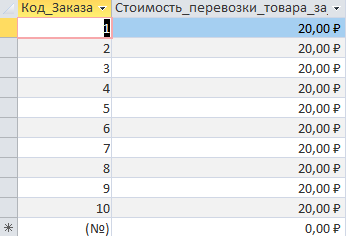 Код_Заказа Стоимость_перевозки_товара_за
1 20,00 ₽
2 20,00 ₽
3 20,00 ₽
4 20,00 ₽
5 20,00 ₽
6 20,00 ₽
7 20,00 ₽
8 20,00 ₽
9 20,00 ₽
10 20,00 ₽
(№) 0,00 ₽